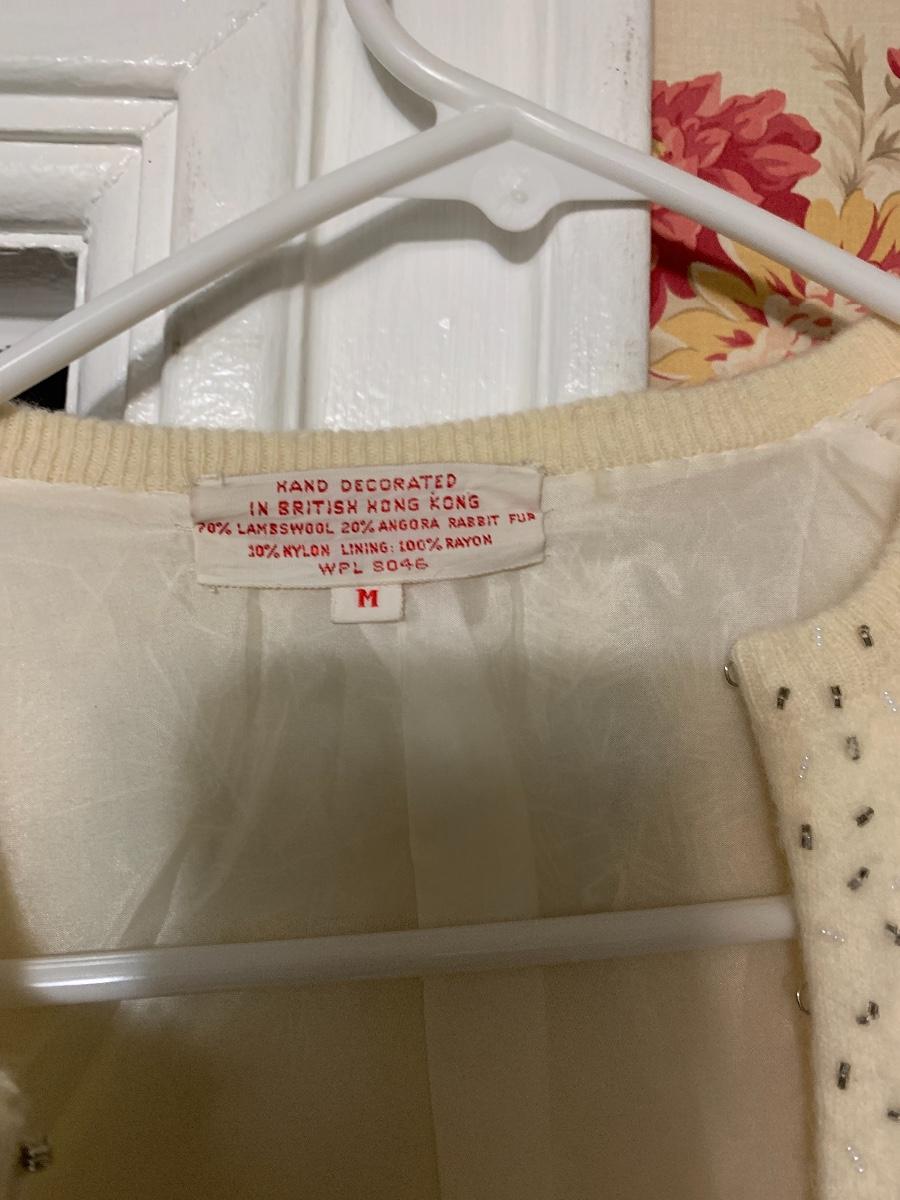 HAND DECORATED
IN BRITISH HONG KONG
70% LAMBSWOOL 20% ANGORA RABBIT FUR
10% NYLON LINING: 100% RAYON
WPL 8046
M